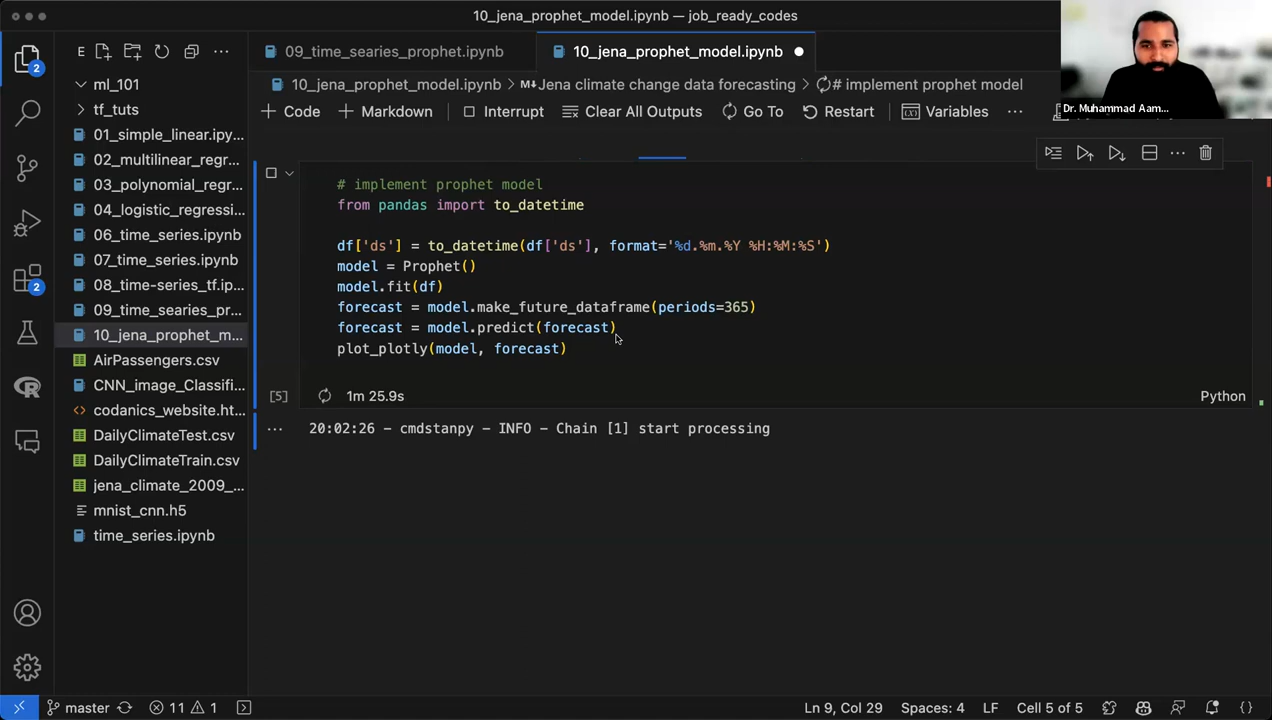 10_jena_prophet_model.ipynb — job_ready_codes
E
09_time_searies_prophet.ipynb
10_jena_prophet_model.ipynb
10_jena_prophet_model.ipynb > Jena climate change data forecasting > # implement prophet model
+ Code + Markdown Interrupt Clear All Outputs Go To Restart Variables ...
Dr. Muhammad Aam...
2
2
ml_101
tf_tuts
01_simple_linear.ipy...
02_multilinear_regr...
03_polynomial_regr...
04_logistic_regressi...
06_time_series.ipynb
07_time_series.ipynb
08_time-series_tf.ip...
09_time_searies_pr...
10_jena_prophet_m...
AirPassengers.csv
CNN_image_Classifi...
codanics_website.ht...
DailyClimateTest.csv
DailyClimateTrain.csv
jena_climate_2009_...
mnist_cnn.h5
time_series.ipynb
# implement prophet model
from pandas import to_datetime
df['ds'] = to_datetime(df['ds'], format='%d.%m.%Y %H:%M:%S')
model = Prophet()
model.fit(df)
forecast = model.make_future_dataframe(periods=365)
forecast = model.predict(forecast)
plot_plotly(model, forecast)
[5] 1m 25.9s Python
... 20:02:26 - cmdstanpy - INFO - Chain [1] start processing
master 11 1 Ln 9, Col 29 Spaces: 4 LF Cell 5 of 5